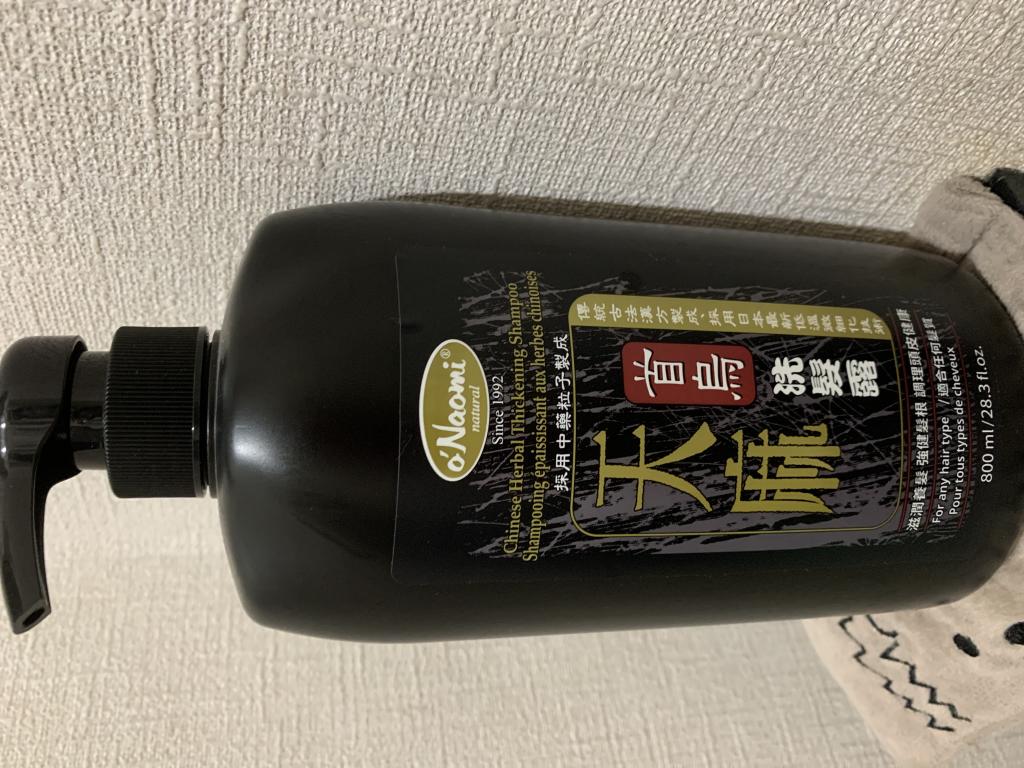 o'Naomi®
natural
Since 1992
Chinese Herbal Thickening Shampoo
Shampooing épaississant aux herbes chinoises
採用中藥粒子製成
天麻
首烏
洗髮露
傳統古法漢方製成、採用日本最新低溫微細化技術
滋潤養髮 強健髮根 調理頭皮健康
For any hair type / 適合任何髮質
Pour tous types de cheveux
800 ml/28.3 fl.oz.